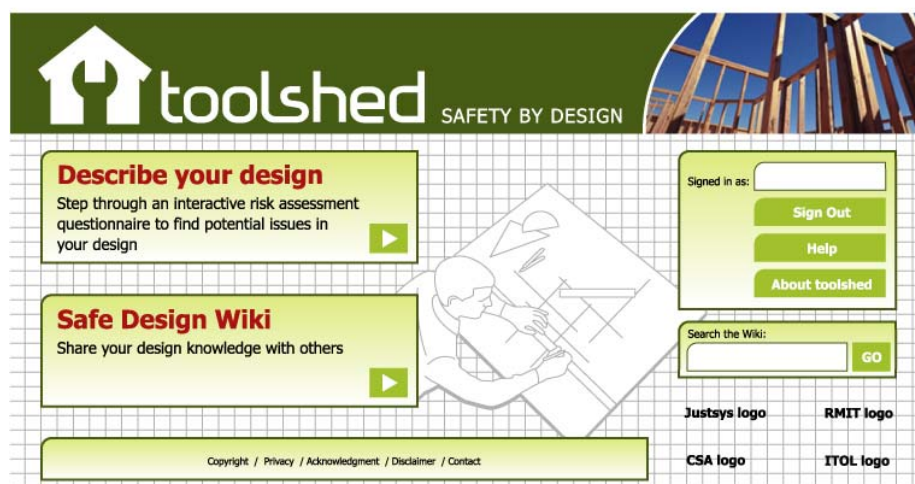 toolshed SAFETY BY DESIGN
Describe your design
Step through an interactive risk assessment
questionnaire to find potential issues in
your design
Safe Design Wiki
Share your design knowledge with others
Signed in as:
Sign Out
Help
About toolshed
Search the Wiki:
GO
Justsys logo RMIT logo
CSA logo ITOL logo
Copyright / Privacy / Acknowledgment / Disclaimer / Contact